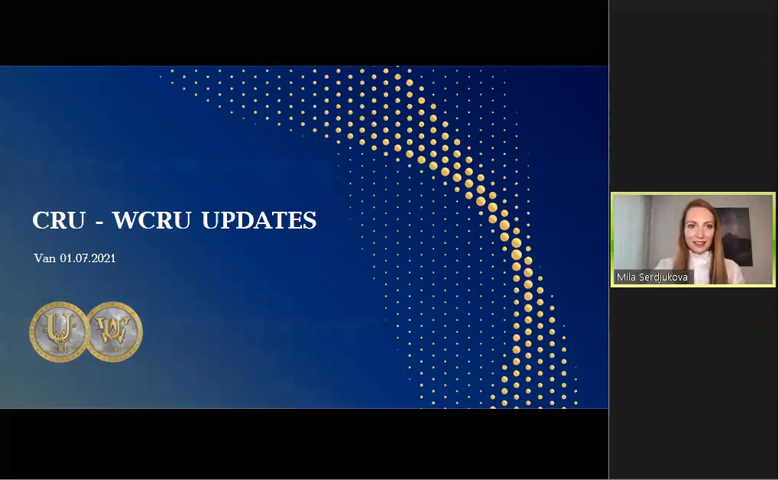 CRU - WCRU UPDATES
Van 01.07.2021
Mila Serdjukova